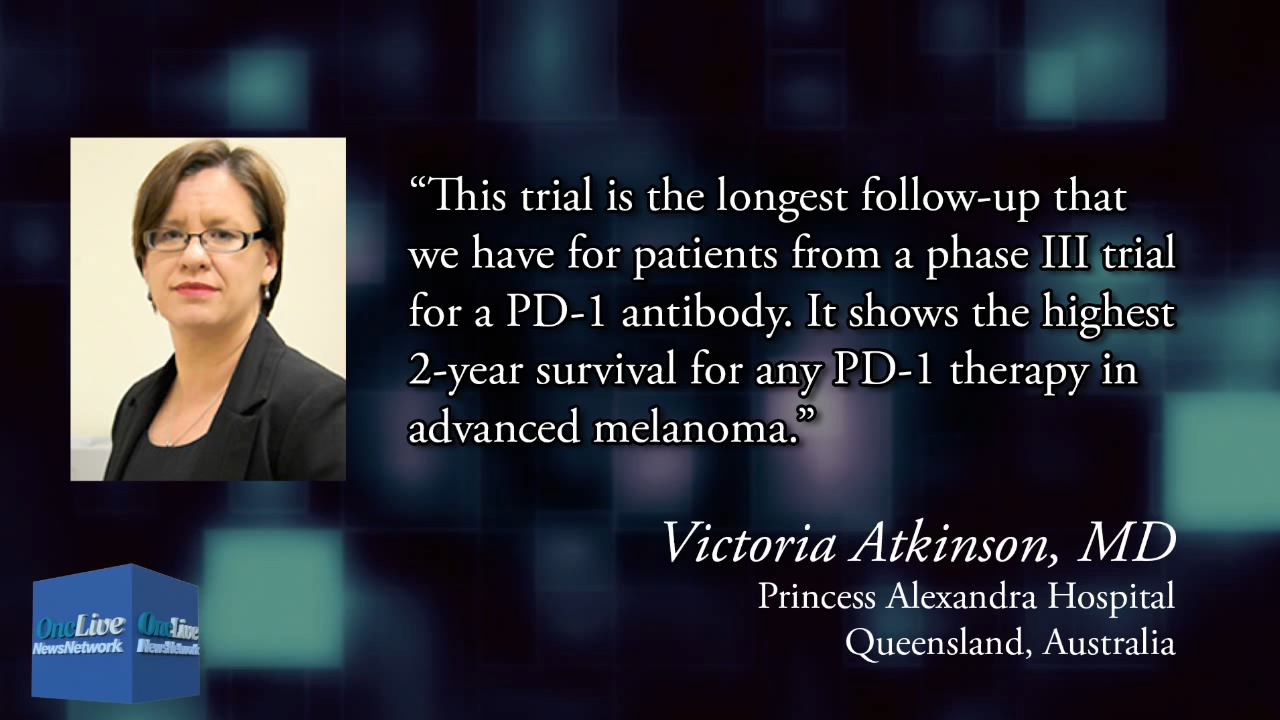 “This trial is the longest follow-up that
we have for patients from a phase III trial
for a PD-1 antibody. It shows the highest
2-year survival for any PD-1 therapy in
advanced melanoma.”
Victoria Atkinson, MD
Princess Alexandra Hospital
Queensland, Australia
OncLive OncLive
NewsNetwork NewsNetwork